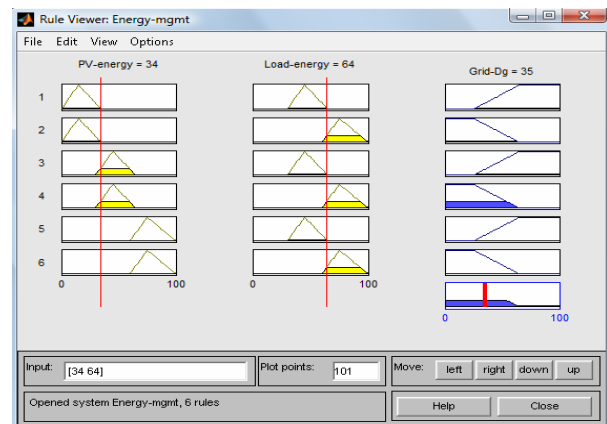 Rule Viewer: Energy-mgmt
File Edit View Options
PV-energy = 34 Load-energy = 64 Grid-Dg = 35
1
2
3
4
5
6
0 100 0 100
0 100
Input: [34 64] Plot points: 101 Move: left right down up
Opened system Energy-mgmt, 6 rules Help Close